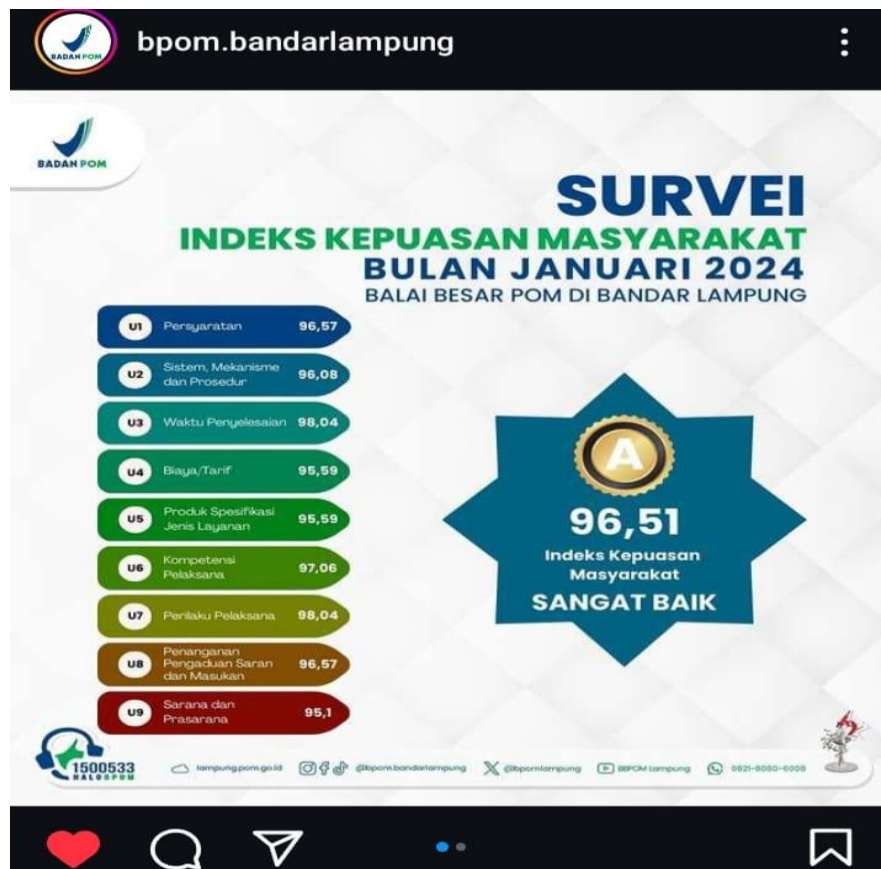 bpom.bandarlampung
BADAN POM
BADAN POM
SURVEI
INDEKS KEPUASAN MASYARAKAT
BULAN JANUARI 2024
BALAI BESAR POM DI BANDAR LAMPUNG
U1 Persyaratan 96,57
U2 Sistem, Mekanisme
dan Prosedur 96,08
U3 Waktu Penyelesaian 98,04
U4 Biaya/Tarif 95,59
U5 Produk Spesifikasi
Jenis Layanan 95,59
U6 Kompetensi
Pelaksana 97,06
U7 Perilaku Pelaksana 98,04
U8 Penanganan
Pengaduan Saran
dan Masukan 96,57
U9 Sarana dan
Prasarana 95,1
A
96,51
Indeks Kepuasan
Masyarakat
SANGAT BAIK
1500533
HALOBPOM
lampung.pom.go.id @bpom.bandarlampung @bpomlampung BBPOM Lampung